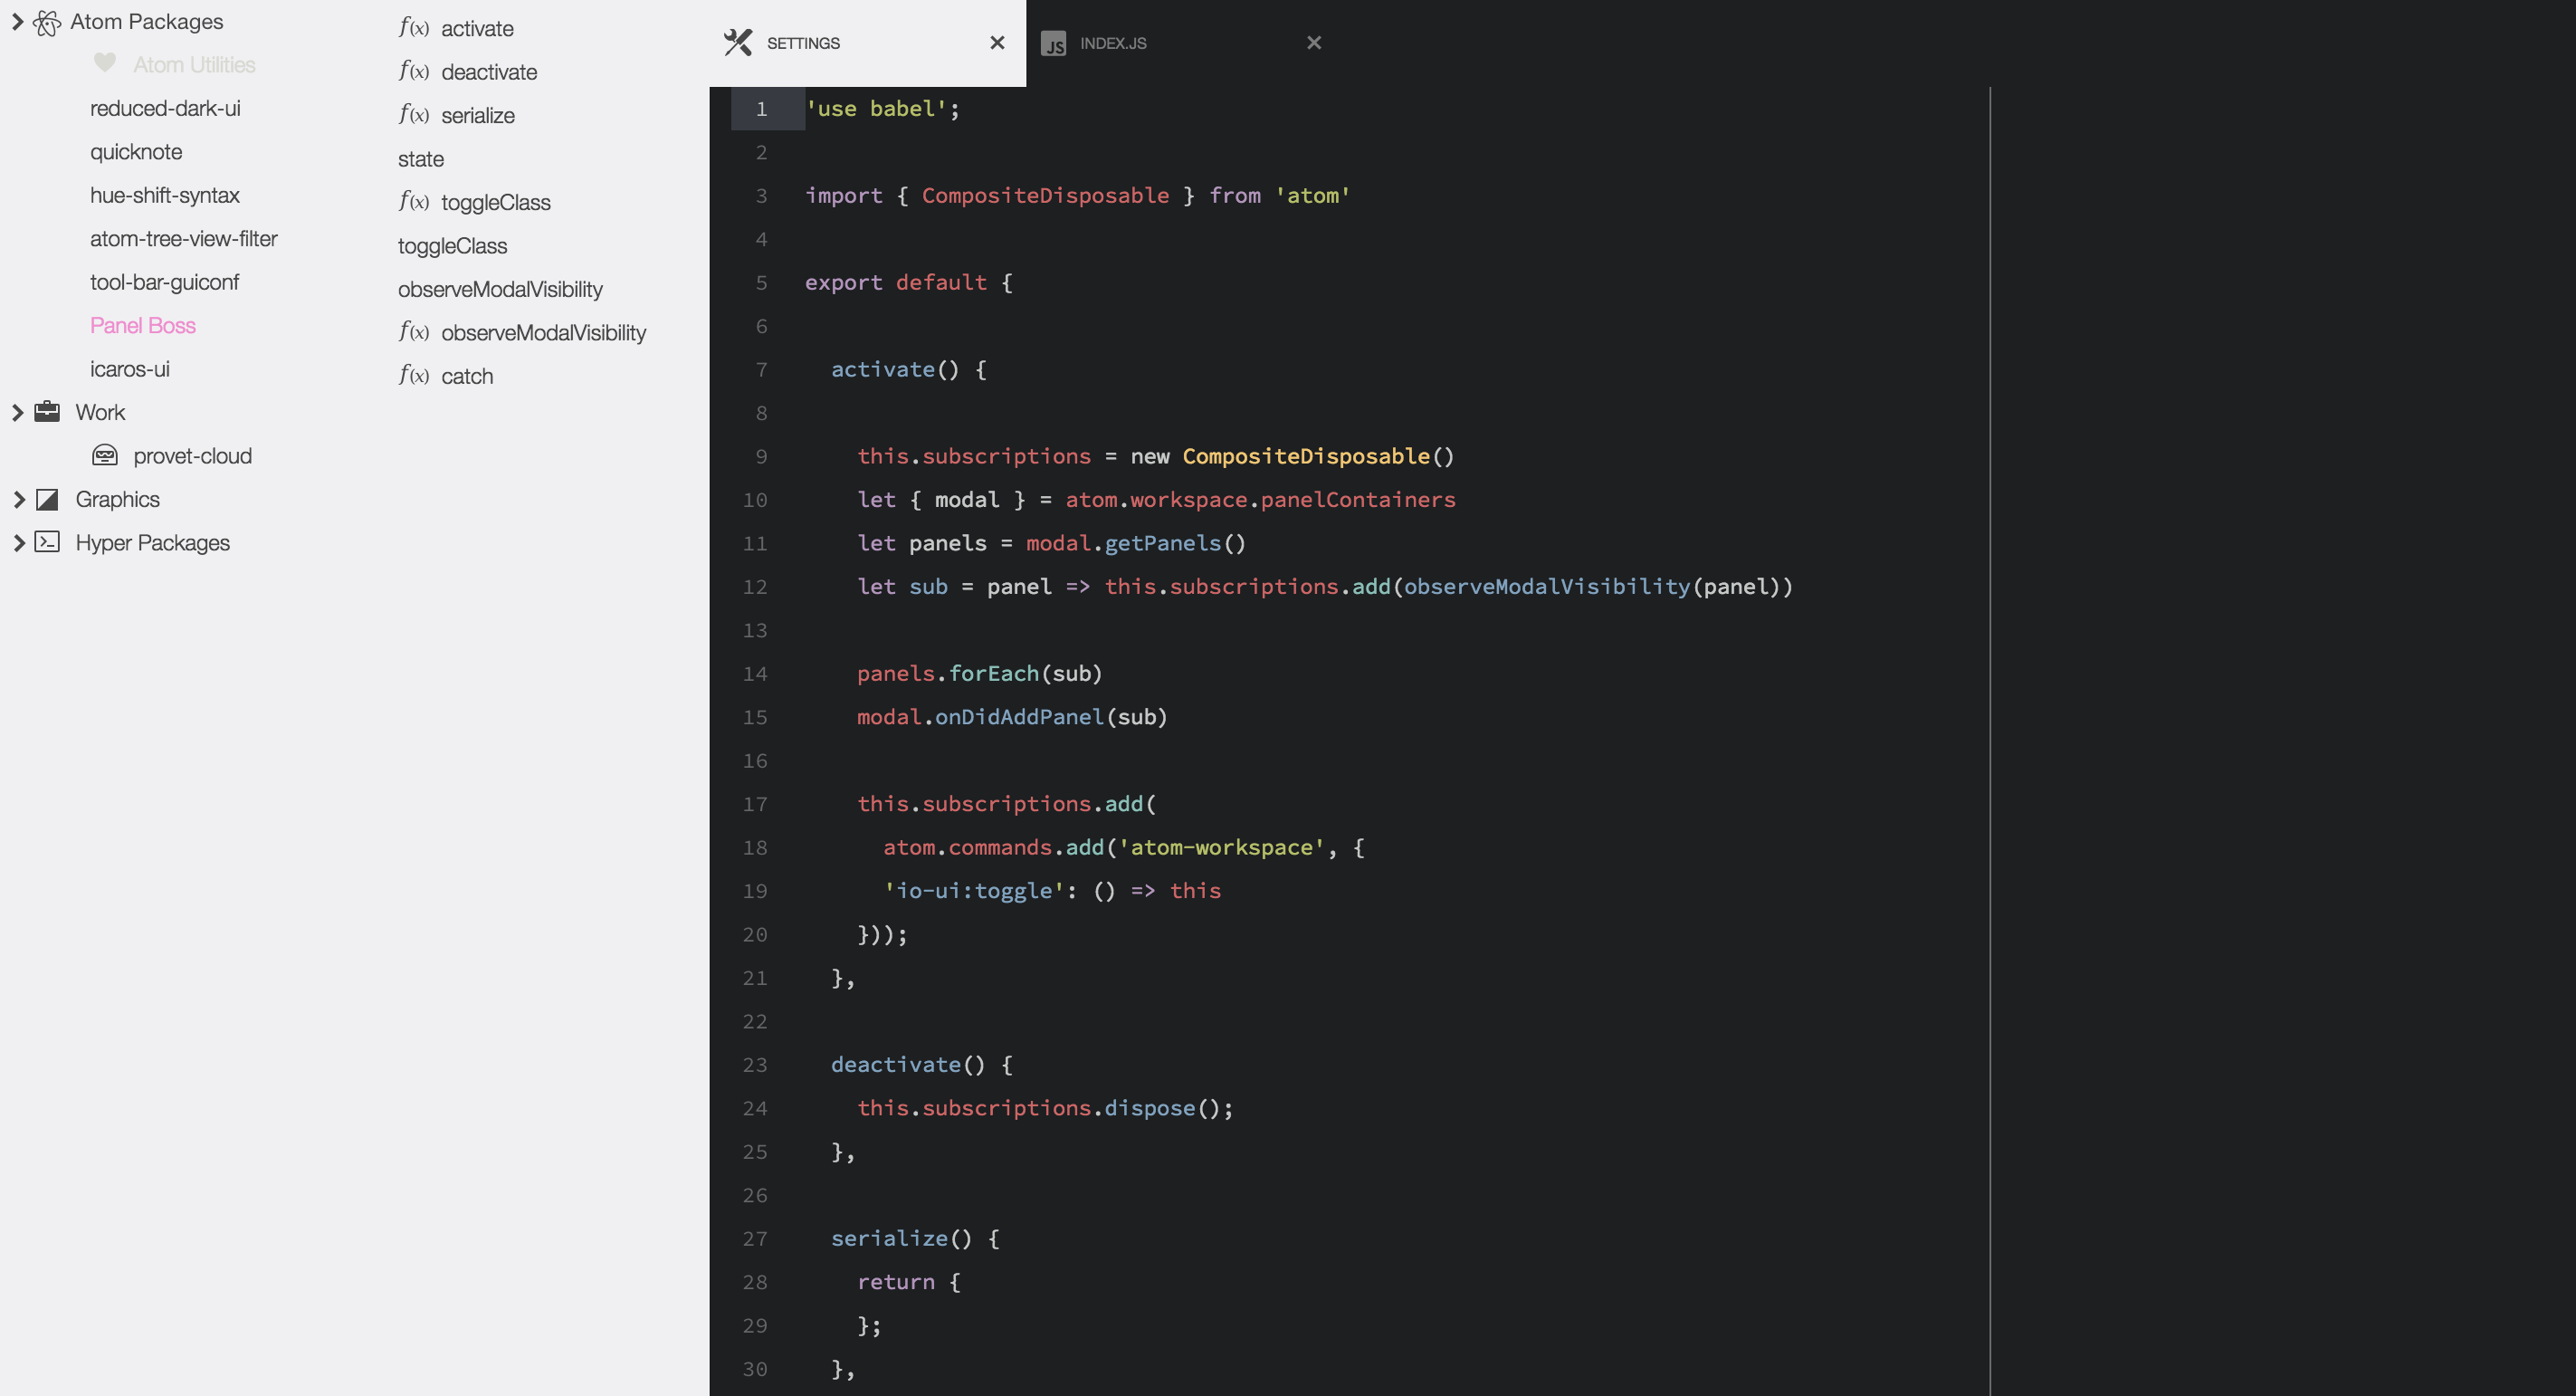 Atom Packages
Atom Utilities
reduced-dark-ui
quicknote
hue-shift-syntax
atom-tree-view-filter
tool-bar-guiconf
Panel Boss
icaros-ui
Work
provet-cloud
Graphics
Hyper Packages
f(x) activate
f(x) deactivate
f(x) serialize
state
f(x) toggleClass
toggleClass
observeModalVisibility
f(x) observeModalVisibility
f(x) catch
SETTINGS
JS INDEX.JS
1 'use babel';
2
3 import { CompositeDisposable } from 'atom'
4
5 export default {
6
7 activate() {
8
9 this.subscriptions = new CompositeDisposable()
10 let { modal } = atom.workspace.panelContainers
11 let panels = modal.getPanels()
12 let sub = panel => this.subscriptions.add(observeModalVisibility(panel))
13
14 panels.forEach(sub)
15 modal.onDidAddPanel(sub)
16
17 this.subscriptions.add(
18 atom.commands.add('atom-workspace', {
19 'io-ui:toggle': () => this
20 }));
21 },
22
23 deactivate() {
24 this.subscriptions.dispose();
25 },
26
27 serialize() {
28 return {
29 };
30 },